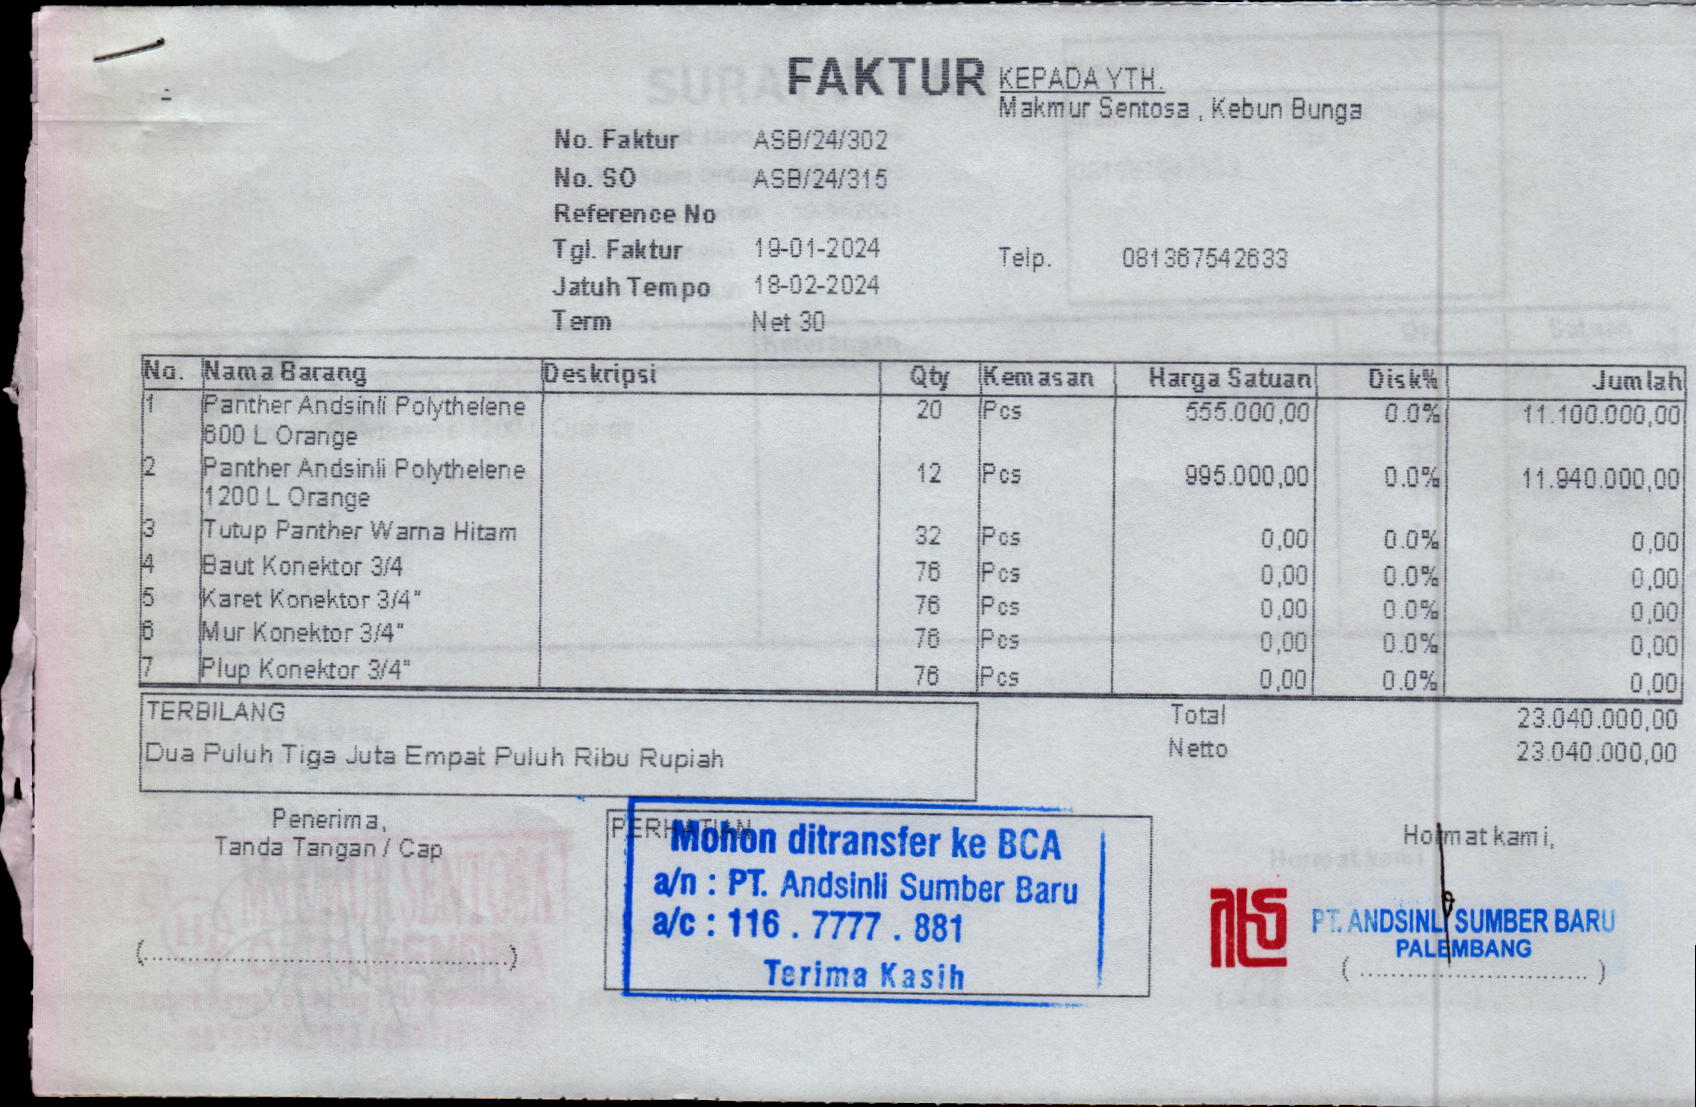 FAKTUR
KEPADA YTH.
Makmur Sentosa , Kebun Bunga
No. Faktur ASB/24/302
No. SO ASB/24/315
Reference No
Tgl. Faktur 19-01-2024
Telp. 081367542633
Jatuh Tempo 18-02-2024
Term Net 30
No. Nama Barang Deskripsi Qty Kemasan Harga Satuan Disk% Jumlah
1 Panther Andsinli Polythelene 20 Pcs 555.000,00 0.0% 11.100.000,00
600 L Orange
2 Panther Andsinli Polythelene 12 Pcs 995.000,00 0.0% 11.940.000,00
1200 L Orange
3 Tutup Panther Warna Hitam 32 Pcs 0,00 0.0% 0,00
4 Baut Konektor 3/4 76 Pcs 0,00 0.0% 0,00
5 Karet Konektor 3/4" 76 Pcs 0,00 0.0% 0,00
6 Mur Konektor 3/4" 76 Pcs 0,00 0.0% 0,00
7 Plup Konektor 3/4" 76 Pcs 0,00 0.0% 0,00
TERBILANG
Dua Puluh Tiga Juta Empat Puluh Ribu Rupiah
Total 23.040.000,00
Netto 23.040.000,00
Penerima,
Tanda Tangan / Cap
(........................................)
PERHATIAN
Mohon ditransfer ke BCA
a/n : PT. Andsinli Sumber Baru
a/c : 116 . 7777 . 881
Terima Kasih
Hormat kami,
PT. ANDSINLI SUMBER BARU
PALEMBANG
( ............................. )